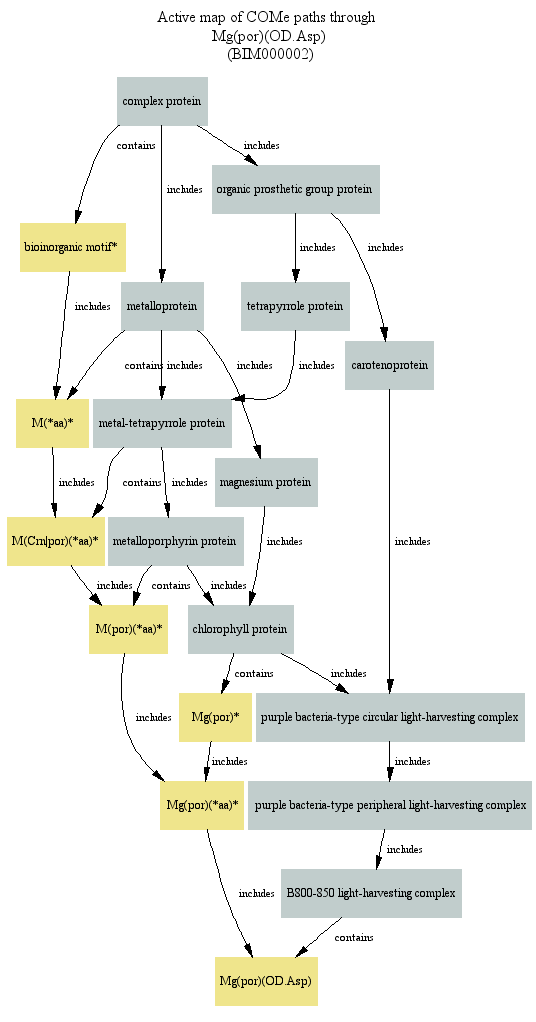 Active map of COMe paths through
Mg(por)(OD.Asp)
(BIM000002)
complex protein
contains
includes
includes
organic prosthetic group protein
bioinorganic motif*
includes
includes
includes
metalloprotein
tetrapyrrole protein
contains
includes
includes
includes
carotenoprotein
M(*aa)*
metal-tetrapyrrole protein
includes
contains
includes
magnesium protein
M(Crn|por)(*aa)*
metalloporphyrin protein
includes
includes
includes
contains
includes
M(por)(*aa)*
chlorophyll protein
contains
includes
includes
Mg(por)*
purple bacteria-type circular light-harvesting complex
includes
includes
Mg(por)(*aa)*
purple bacteria-type peripheral light-harvesting complex
includes
includes
B800-850 light-harvesting complex
contains
Mg(por)(OD.Asp)